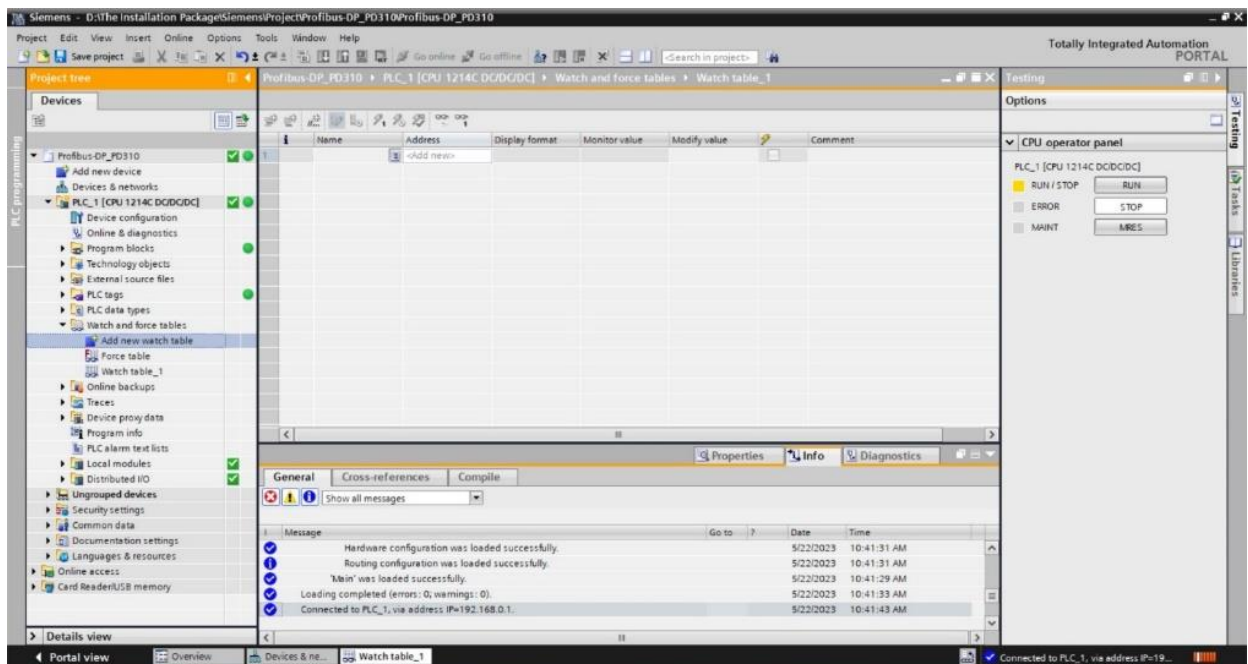 Siemens - D:\The Installation Package\Siemens\Project\Profibus-DP_PD310\Profibus-DP_PD310
Project Edit View Insert Online Options Tools Window Help
Totally Integrated Automation
PORTAL
Save project Go online Go offline <Search in project>
Project tree
Profibus-DP_PD310 PLC_1 [CPU 1214C DC/DC/DC] Watch and force tables Watch_table_1
Testing
Devices
Options
i Name Address Display format Monitor value Modify value Comment
1 <Add new>
CPU operator panel
PLC_1 [CPU 1214C DC/DC/DC]
RUN / STOP RUN
ERROR STOP
MAINT MRES
PLC programming
Testing
Tasks
Libraries
Profibus-DP_PD310
Add new device
Devices & networks
PLC_1 [CPU 1214C DC/DC/DC]
Device configuration
Online & diagnostics
Program blocks
Technology objects
External source files
PLC tags
PLC data types
Watch and force tables
Add new watch table
Force table
Watch table_1
Online backups
Traces
Device proxy data
Program info
PLC alarm text lists
Local modules
Distributed I/O
Ungrouped devices
Security settings
Common data
Documentation settings
Languages & resources
Online access
Card Reader/USB memory
Properties Info Diagnostics
General Cross-references Compile
Show all messages
! Message Go to ? Date Time
Hardware configuration was loaded successfully. 5/22/2023 10:41:31 AM
Routing configuration was loaded successfully. 5/22/2023 10:41:31 AM
'Main' was loaded successfully. 5/22/2023 10:41:29 AM
Loading completed (errors: 0; warnings: 0). 5/22/2023 10:41:33 AM
Connected to PLC_1, via address IP=192.168.0.1. 5/22/2023 10:41:43 AM
Details view
Portal view Overview Devices & ne... Watch table_1 Connected to PLC_1, via address IP=19...